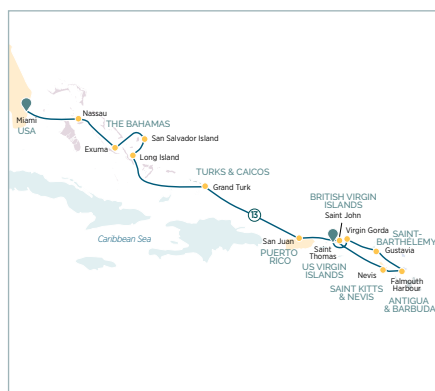 Miami
USA
Nassau
THE BAHAMAS
San Salvador Island
Exuma
Long Island
TURKS & CAICOS
Grand Turk
13
Caribbean Sea
San Juan
PUERTO
RICO
BRITISH VIRGIN
ISLANDS
Saint John
Virgin Gorda
Saint
Thomas
US VIRGIN
ISLANDS
SAINT-
BARTHELEMY
Gustavia
Nevis
SAINT KITTS
& NEVIS
Falmouth
Harbour
ANTIGUA
& BARBUDA